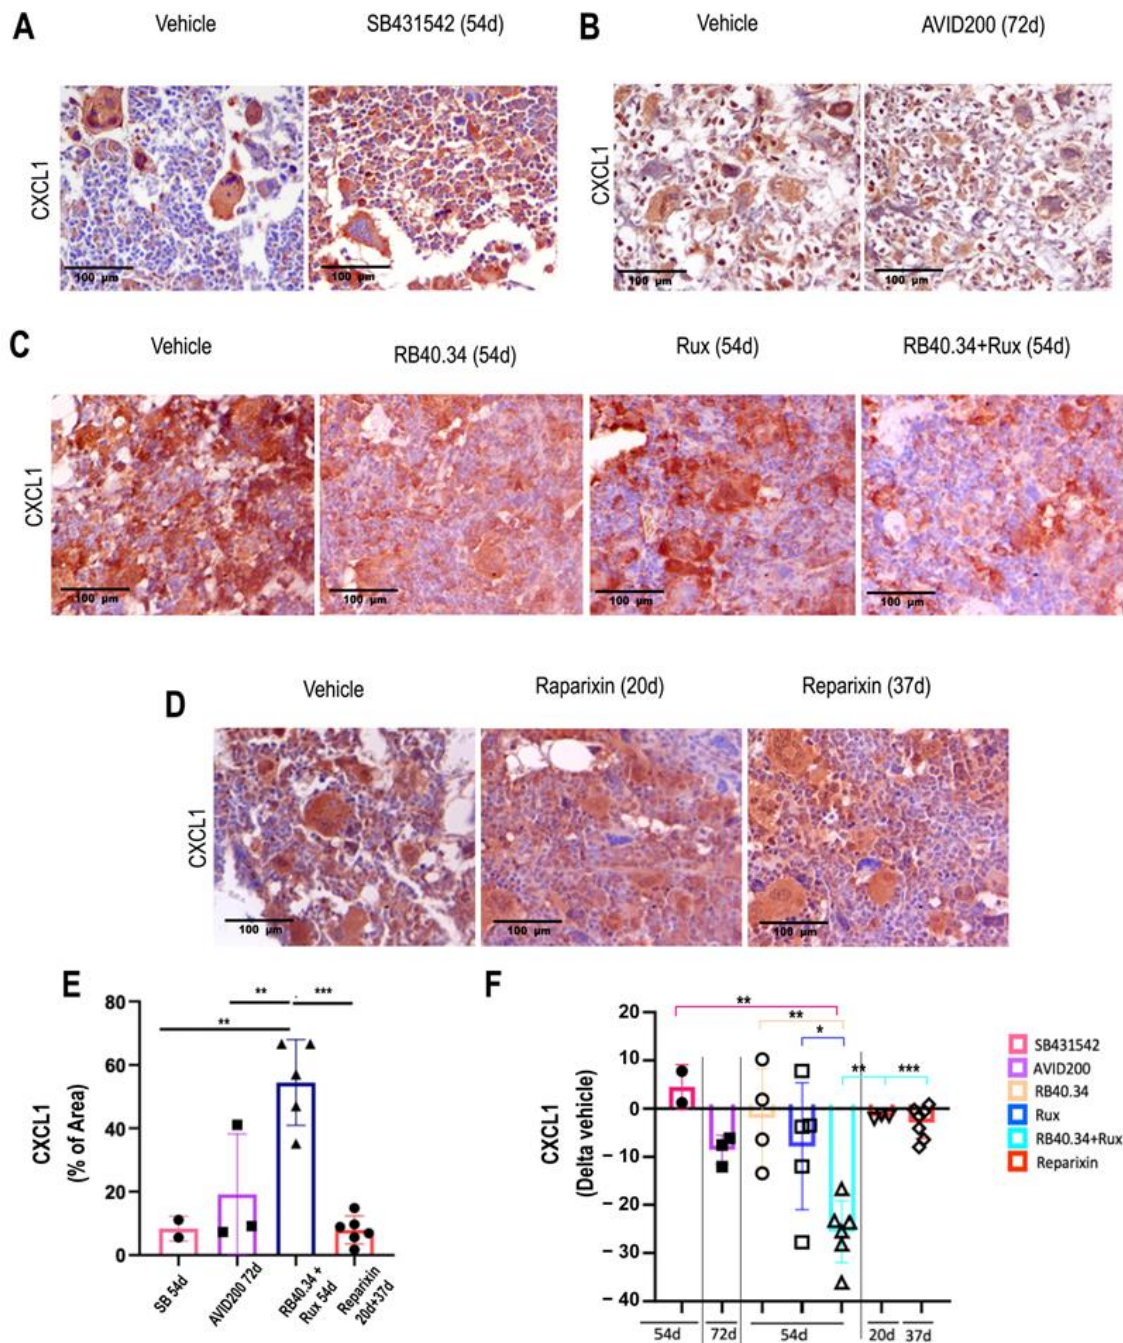 A
Vehicle
SB431542 (54d)
B
Vehicle
AVID200 (72d)
CXCL1
100 µm
100 µm
CXCL1
100 µm
100 µm
C
Vehicle
RB40.34 (54d)
Rux (54d)
RB40.34+Rux (54d)
CXCL1
100 µm
100 µm
100 µm
100 µm
D
Vehicle
Raparixin (20d)
Reparixin (37d)
CXCL1
100 µm
100 µm
100 µm
E
CXCL1
(% of Area)
80
60
40
20
0
**
**
***
SB 54d
AVID200 72d
RB40.34 +
Rux 54d
Reparixin
20d+37d
F
CXCL1
(Delta vehicle)
20
10
0
– 10
– 20
– 30
– 40
**
**
*
**
***
54d
72d
54d
20d
37d
SB431542
AVID200
RB40.34
Rux
RB40.34+Rux
Reparixin